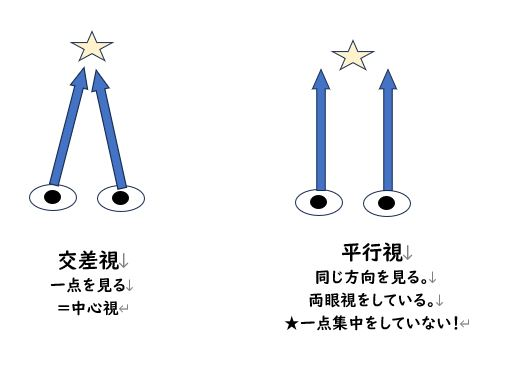 交差視↓
一点を見る↓
＝中心視↵
平行視↓
同じ方向を見る。↓
両眼視をしている。↓
★一点集中をしていない！↵